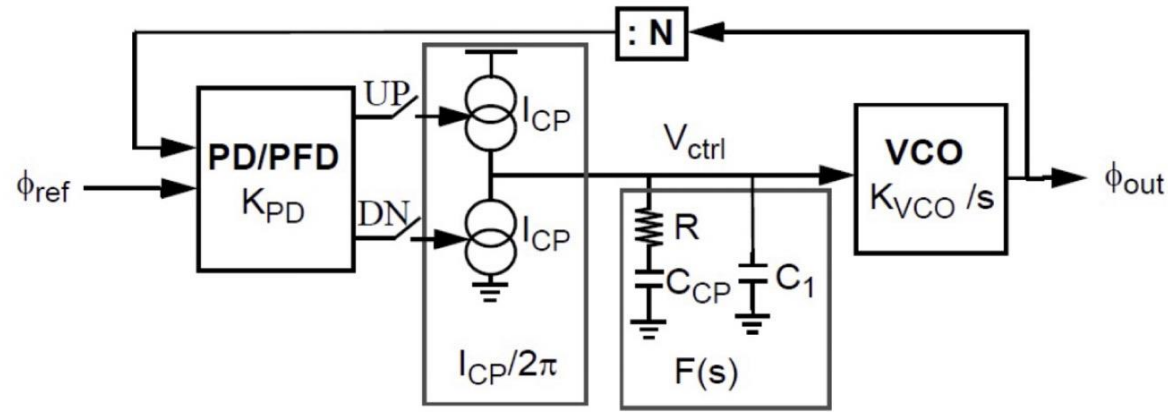 : N
UP
I_CP
PD/PFD
K_PD
V_ctrl
VCO
K_VCO /s
ϕ_ref
ϕ_out
DN
I_CP
R
C_CP
C_1
I_CP/2π
F(s)